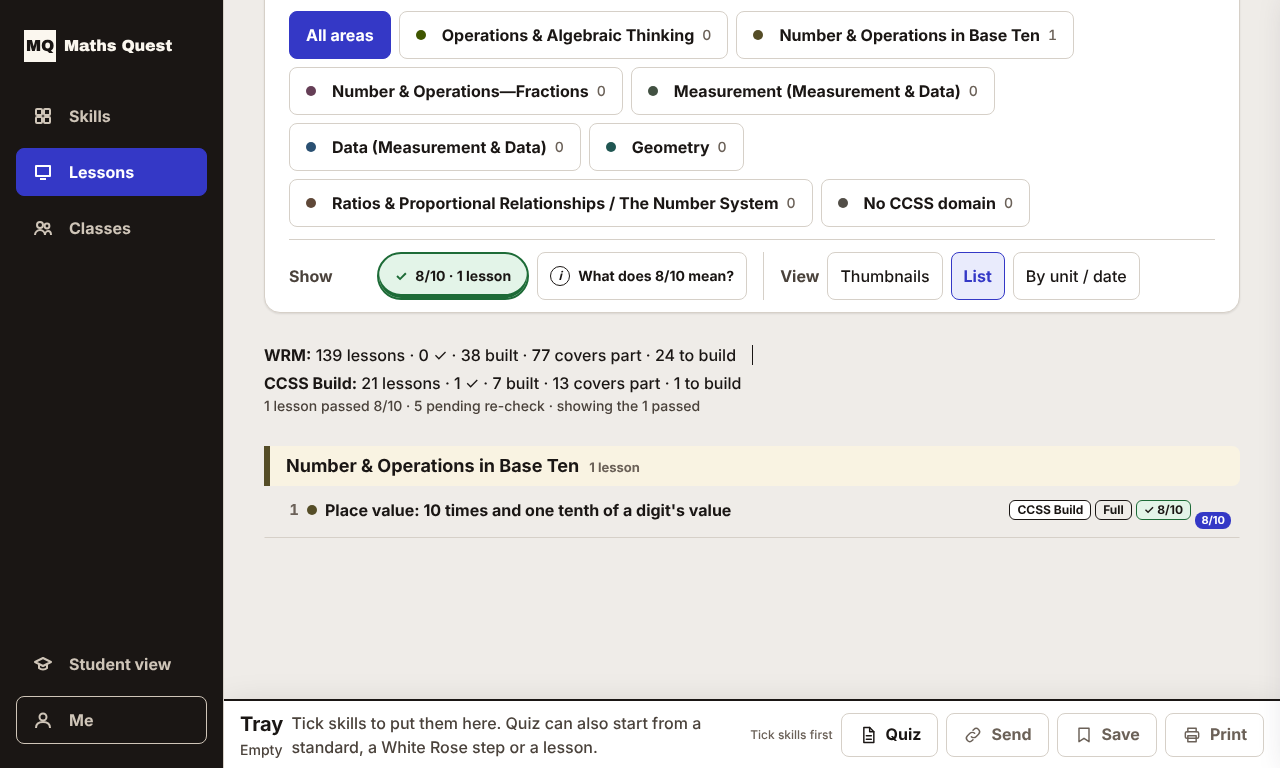 MQ Maths Quest
Skills
Lessons
Classes
Student view
Me
All areas
Operations & Algebraic Thinking 0
Number & Operations in Base Ten 1
Number & Operations—Fractions 0
Measurement (Measurement & Data) 0
Data (Measurement & Data) 0
Geometry 0
Ratios & Proportional Relationships / The Number System 0
No CCSS domain 0
Show
✓ 8/10 · 1 lesson
i What does 8/10 mean?
View
Thumbnails
List
By unit / date
WRM: 139 lessons · 0 ✓ · 38 built · 77 covers part · 24 to build
CCSS Build: 21 lessons · 1 ✓ · 7 built · 13 covers part · 1 to build
1 lesson passed 8/10 · 5 pending re-check · showing the 1 passed
Number & Operations in Base Ten 1 lesson
1 Place value: 10 times and one tenth of a digit's value
CCSS Build
Full
✓ 8/10
8/10
Tray
Empty
Tick skills to put them here. Quiz can also start from a
standard, a White Rose step or a lesson.
Tick skills first
Quiz
Send
Save
Print